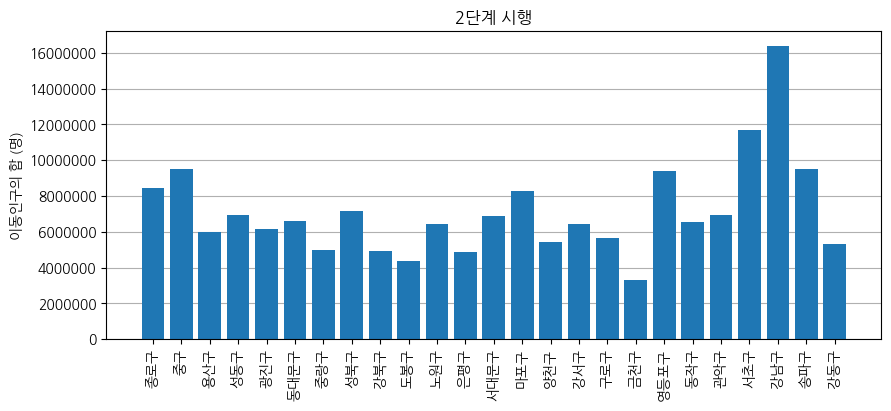 2단계 시행
이동인구의 합 (명)
16000000
14000000
12000000
10000000
8000000
6000000
4000000
2000000
0
종로구
중구
용산구
성동구
광진구
동대문구
중랑구
성북구
강북구
도봉구
노원구
은평구
서대문구
마포구
양천구
강서구
구로구
금천구
영등포구
동작구
관악구
서초구
강남구
송파구
강동구